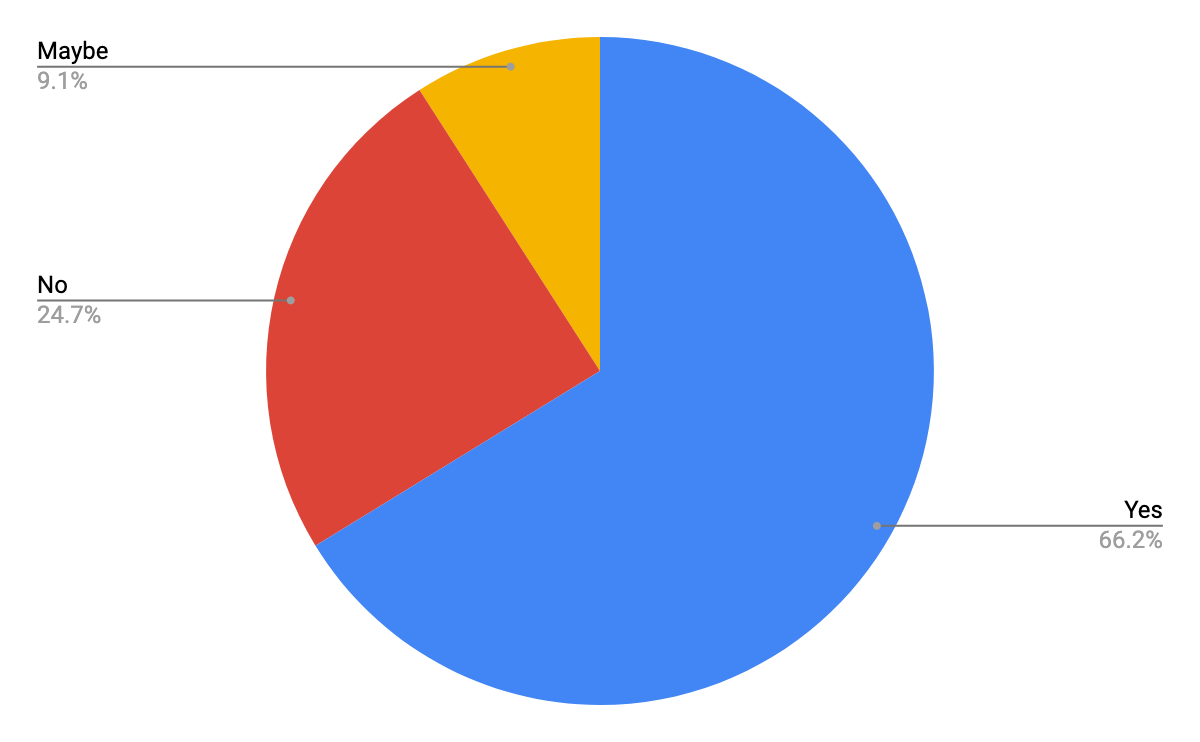 Maybe
9.1%
No
24.7%
Yes
66.2%